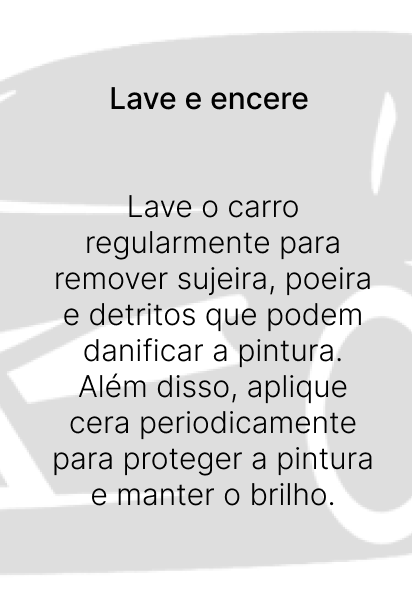 Lave e encere
Lave o carro
regularmente para
remover sujeira, poeira
e detritos que podem
danificar a pintura.
Além disso, aplique
cera periodicamente
para proteger a pintura
e manter o brilho.